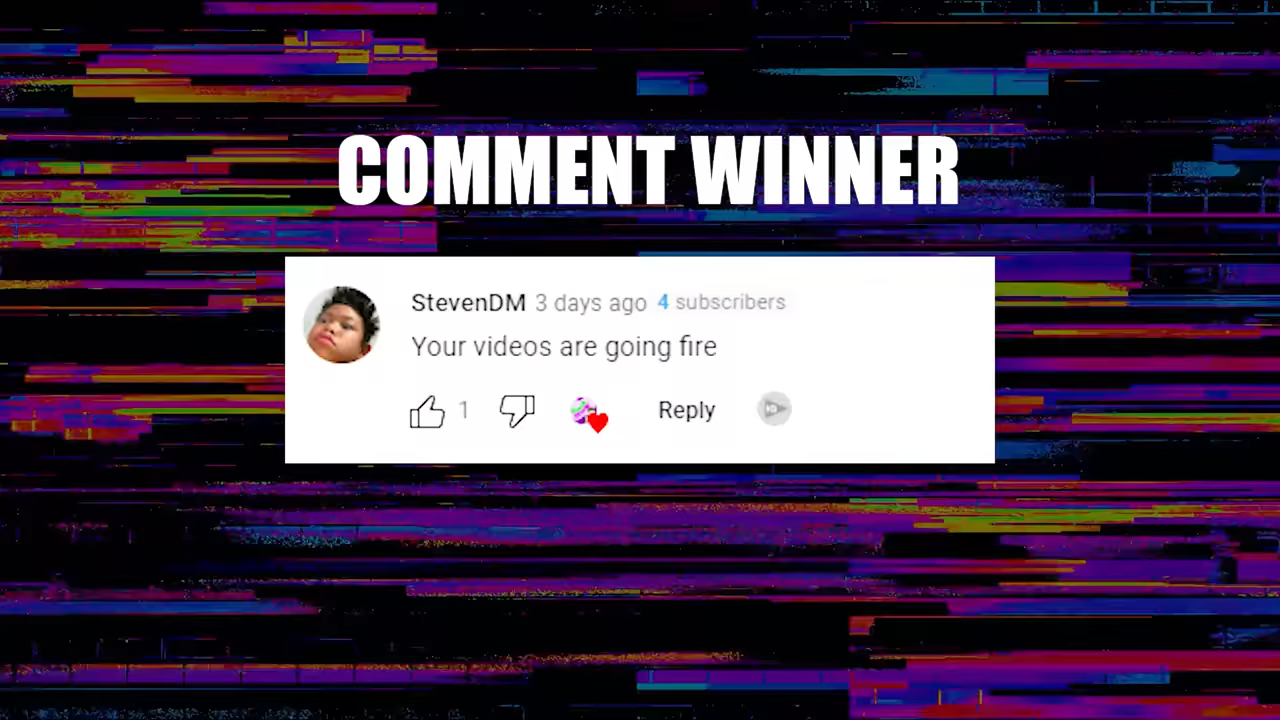 COMMENT WINNER
StevenDM 3 days ago 4 subscribers
Your videos are going fire
1 Reply